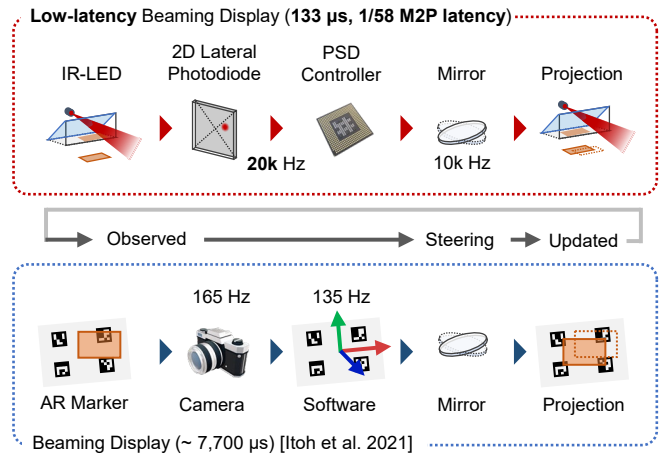 Low-latency Beaming Display (133 µs, 1/58 M2P latency)
IR-LED
2D Lateral
Photodiode
PSD
Controller
Mirror
Projection
20k Hz
10k Hz
Observed
Steering
Updated
165 Hz
135 Hz
AR Marker
Camera
Software
Mirror
Projection
Beaming Display (~ 7,700 µs) [Itoh et al. 2021]